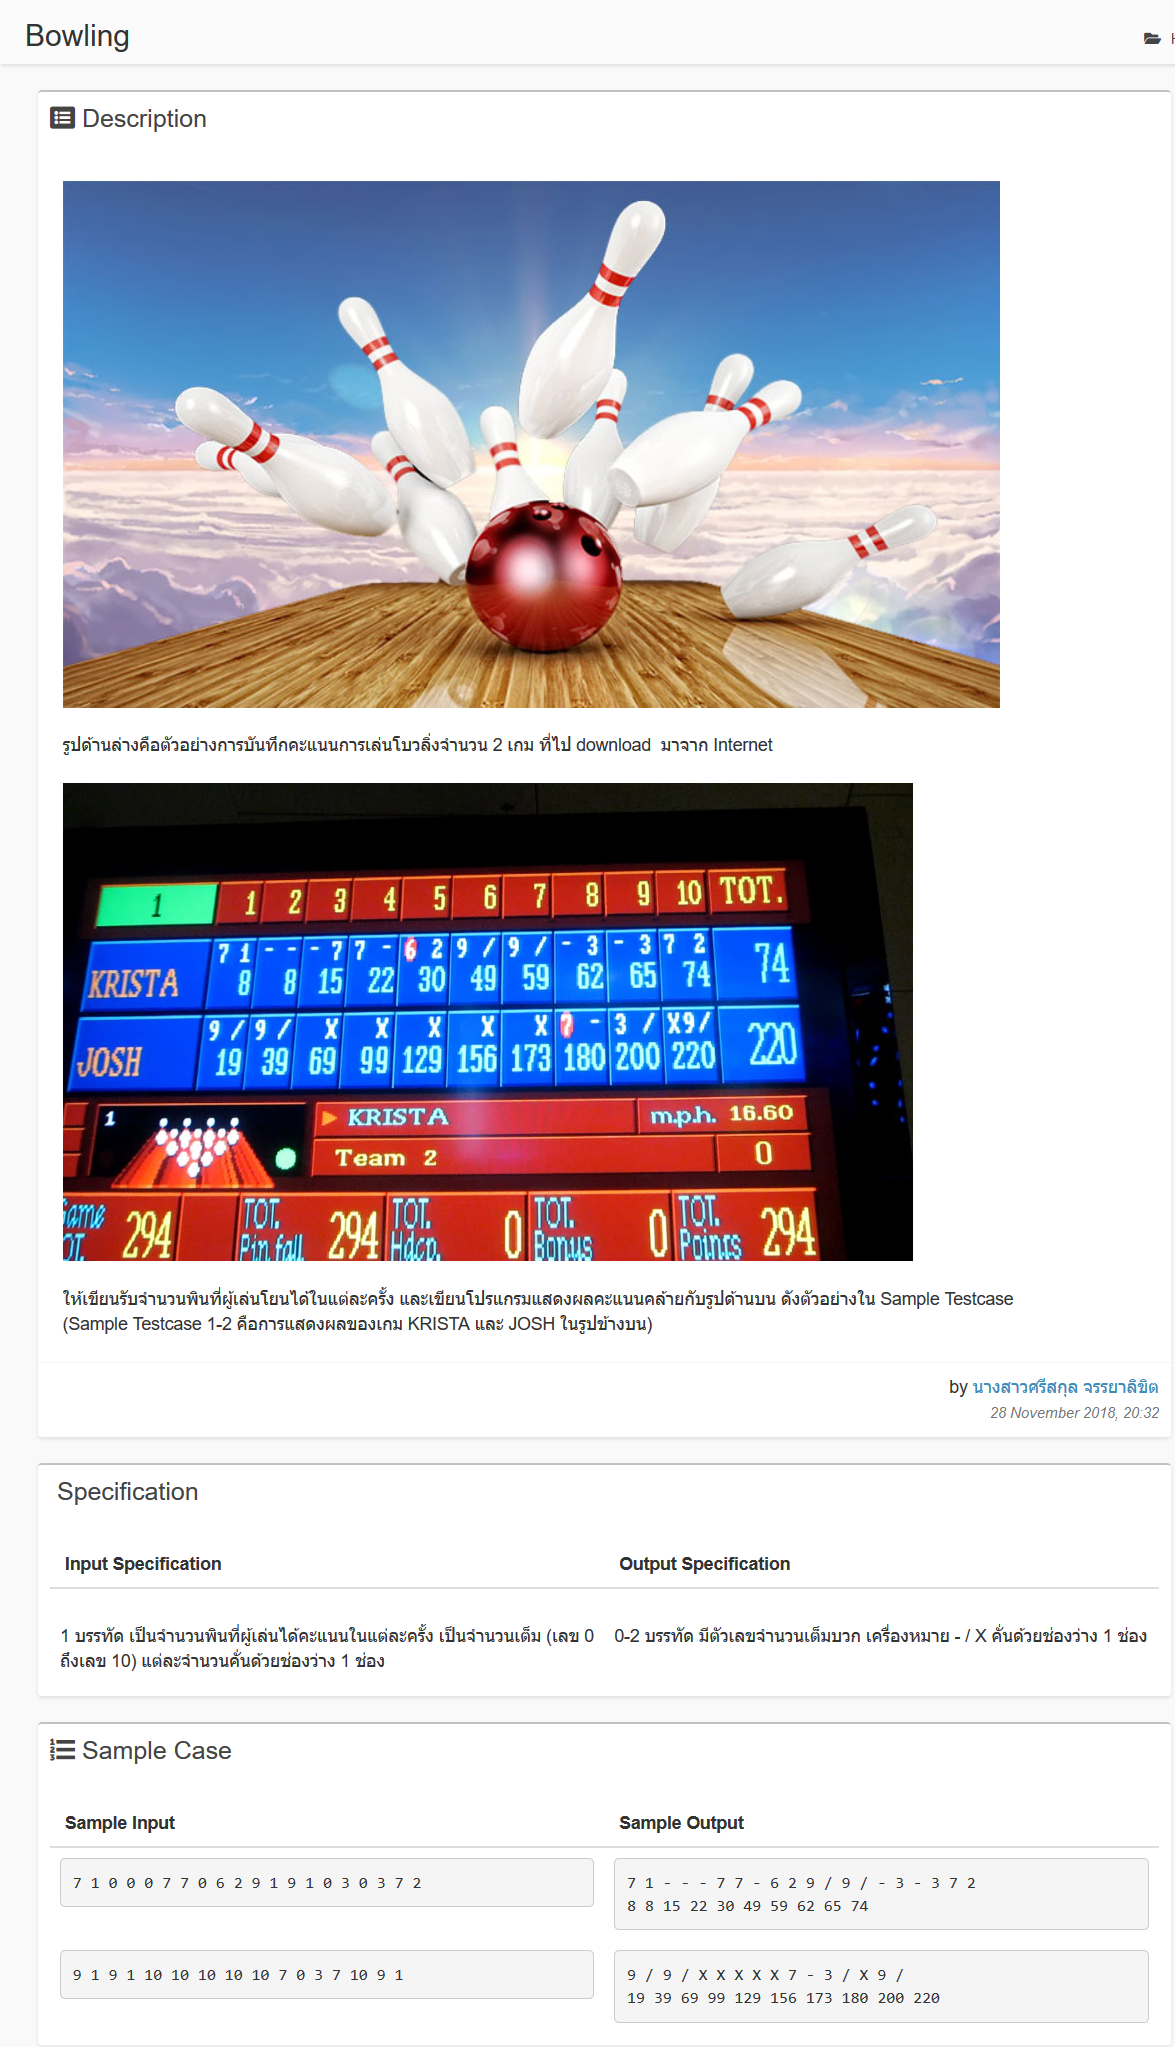 Bowling
Description
รูปด้านล่างคือตัวอย่างการบันทึกคะแนนการเล่นโบวลิ่งจำนวน 2 เกม ที่ไป download มาจาก Internet
1 1 2 3 4 5 6 7 8 9 10 TOT.
7 1 - - - 7 7 - 6 2 9 / 9 / - 3 - 3 7 2
KRISTA 8 8 15 22 30 49 59 62 65 74 74
9 / 9 / X X X X X 7 - 3 / X9/
JOSH 19 39 69 99 129 156 173 180 200 220 220
1 KRISTA m.p.h. 16.60
Team 2 0
TOT. TOT. TOT. TOT.
294 294 0 0 294
Pin fall Hdcp. Bonus Points
ให้เขียนรับจำนวนพินที่ผู้เล่นโยนได้ในแต่ละครั้ง และเขียนโปรแกรมแสดงผลคะแนนคล้ายกับรูปด้านบน ดังตัวอย่างใน Sample Testcase
(Sample Testcase 1-2 คือการแสดงผลของเกม KRISTA และ JOSH ในรูปข้างบน)
by นางสาวศรีสกุล จรรยาลิขิต
28 November 2018, 20:32
Specification
Input Specification Output Specification
1 บรรทัด เป็นจำนวนพินที่ผู้เล่นได้คะแนนในแต่ละครั้ง เป็นจำนวนเต็ม (เลข 0
ถึงเลข 10) แต่ละจำนวนคั่นด้วยช่องว่าง 1 ช่อง
0-2 บรรทัด มีตัวเลขจำนวนเต็มบวก เครื่องหมาย - / X คั่นด้วยช่องว่าง 1 ช่อง
Sample Case
Sample Input Sample Output
7 1 0 0 0 7 7 0 6 2 9 1 9 1 0 3 0 3 7 2
7 1 - - - 7 7 - 6 2 9 / 9 / - 3 - 3 7 2
8 8 15 22 30 49 59 62 65 74
9 1 9 1 10 10 10 10 10 7 0 3 7 10 9 1
9 / 9 / X X X X X 7 - 3 / X 9 /
19 39 69 99 129 156 173 180 200 220